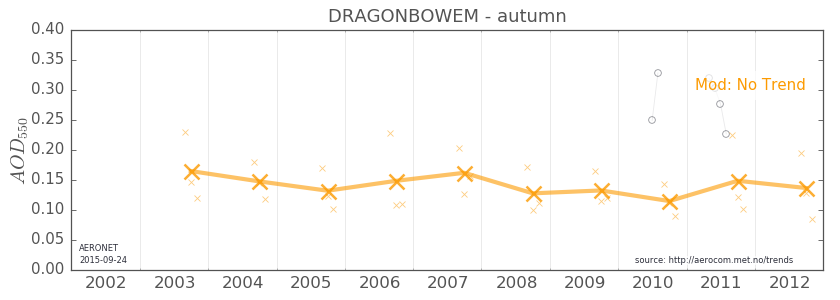 DRAGONBOWEM - autumn
0.40
0.35
0.30
0.25
0.20
0.15
0.10
0.05
0.00
AOD550
Mod: No Trend
AERONET
2015-09-24
source: http://aerocom.met.no/trends
2002 2003 2004 2005 2006 2007 2008 2009 2010 2011 2012